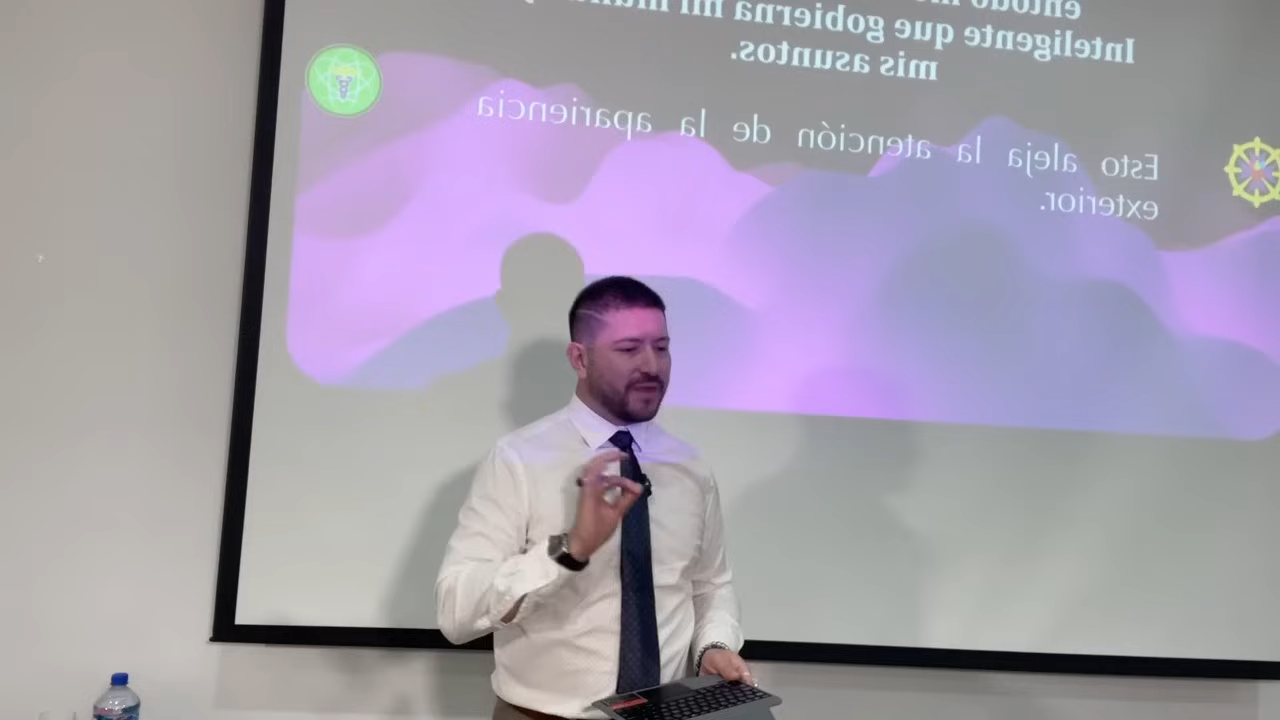 Inteligente que gobierna mi
mis asuntos.
Esto aleja la atención de la apariencia
exterior.